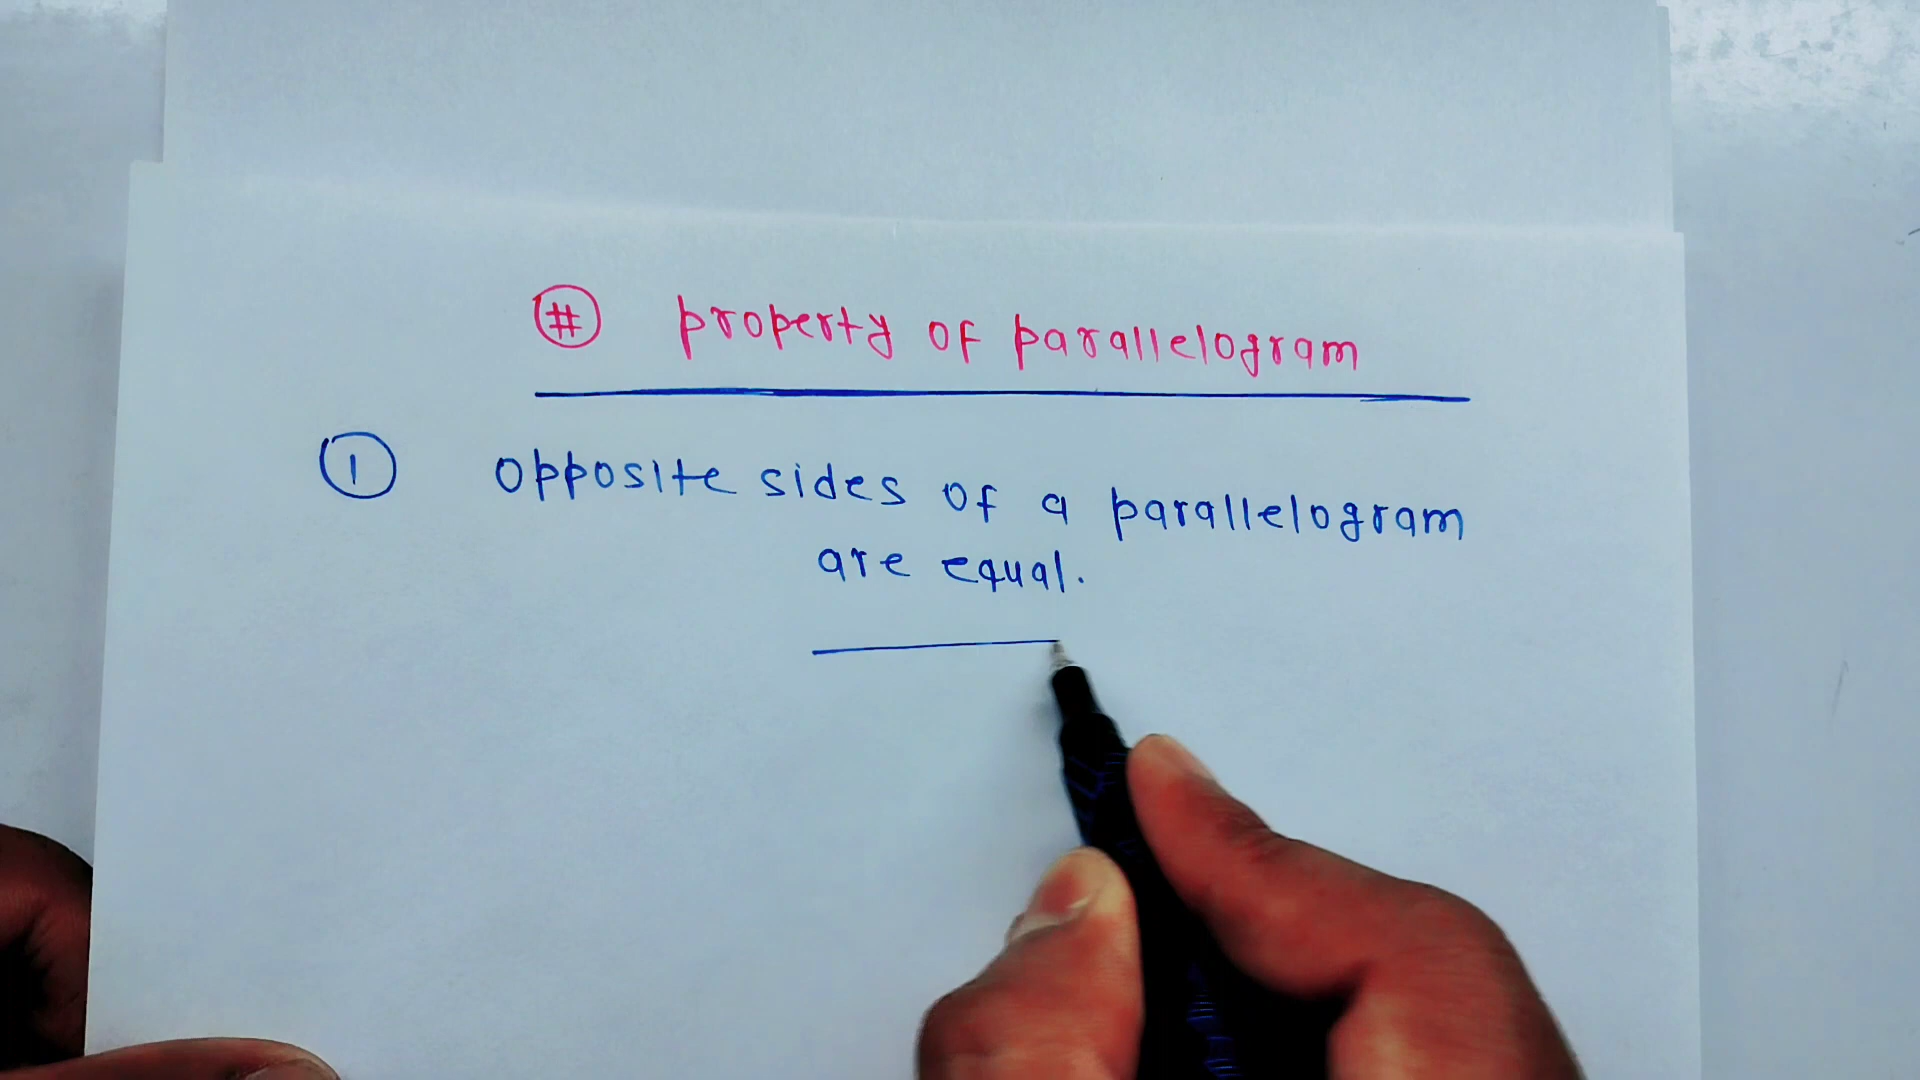 # property of parallelogram
1 opposite sides of a parallelogram
are equal.